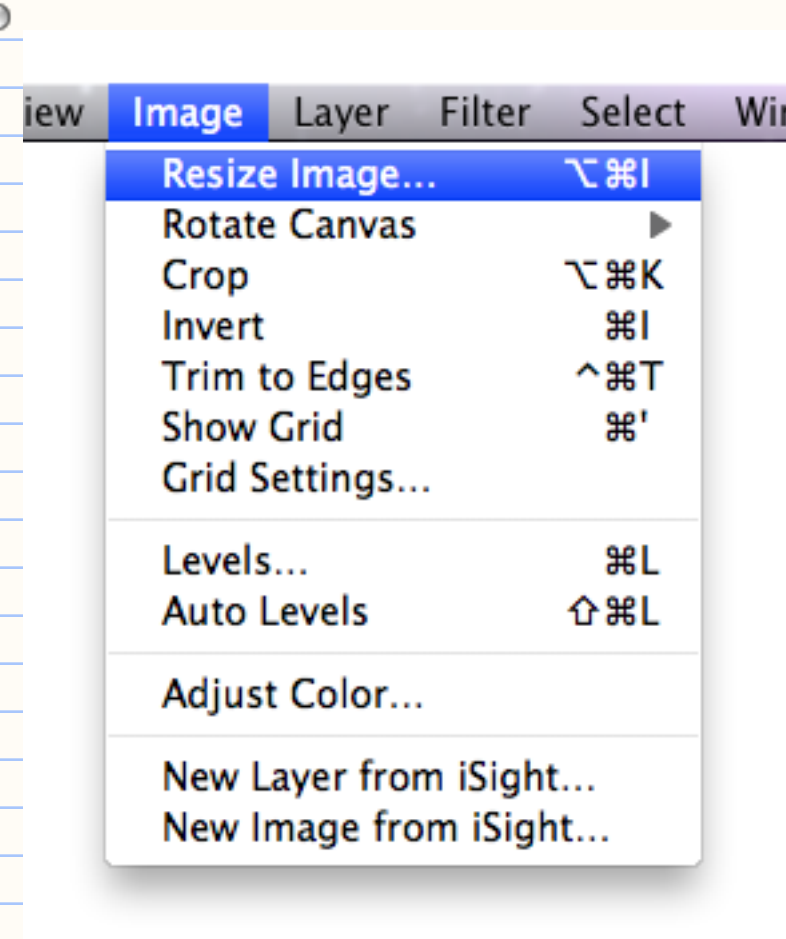 iew Image Layer Filter Select Win
Resize Image... ⌥⌘I
Rotate Canvas ▶
Crop ⌥⌘K
Invert ⌘I
Trim to Edges ^⌘T
Show Grid ⌘'
Grid Settings...
Levels... ⌘L
Auto Levels ⇧⌘L
Adjust Color...
New Layer from iSight...
New Image from iSight...